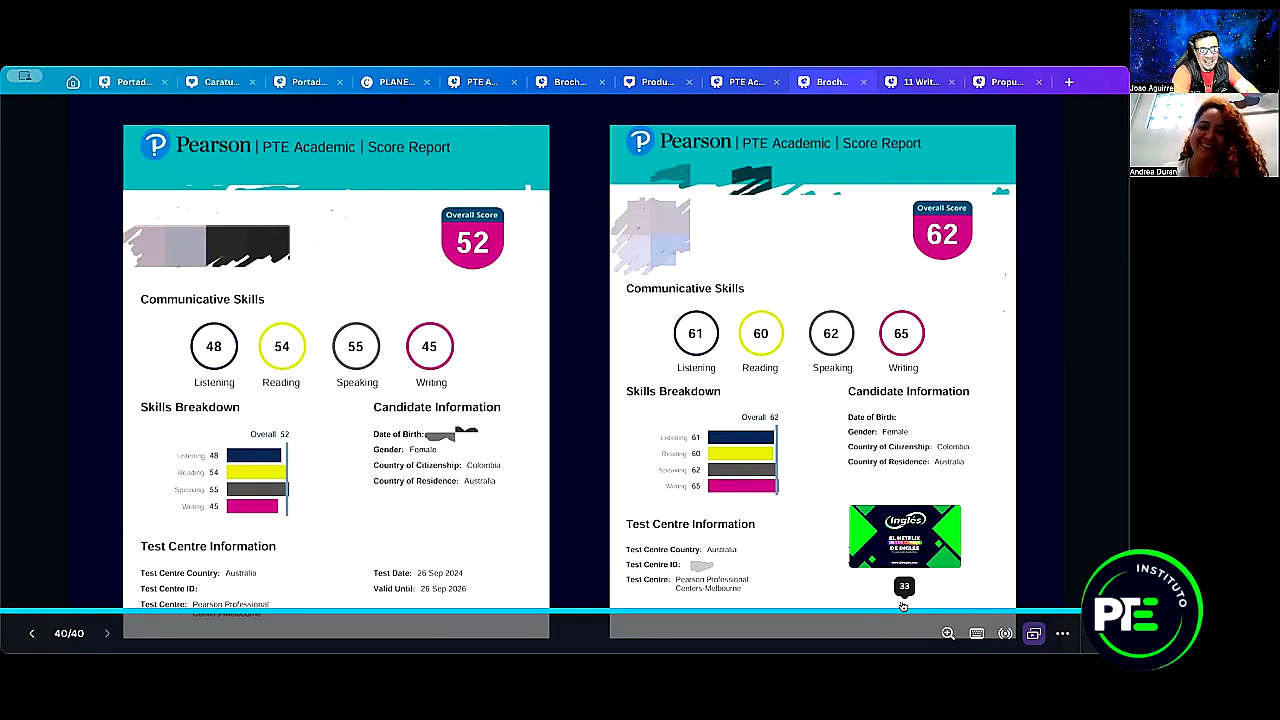 Portad...
Caratu...
Portad...
PLANE...
PTE A...
Broch...
Produ...
PTE Ac...
Broch...
11 Writ...
Propu...
Joao Aguirre
Andrea Duran
Pearson | PTE Academic | Score Report
Overall Score
52
Communicative Skills
48 54 55 45
Listening Reading Speaking Writing
Skills Breakdown
Overall 52
Listening 48
Reading 54
Speaking 55
Writing 45
Candidate Information
Date of Birth:
Gender: Female
Country of Citizenship: Colombia
Country of Residence: Australia
Test Centre Information
Test Centre Country: Australia
Test Centre ID:
Test Centre: Pearson Professional
Centers-Melbourne
Test Date: 26 Sep 2024
Valid Until: 26 Sep 2026
Pearson | PTE Academic | Score Report
Overall Score
62
Communicative Skills
61 60 62 65
Listening Reading Speaking Writing
Skills Breakdown
Overall 62
Listening 61
Reading 60
Speaking 62
Writing 65
Candidate Information
Date of Birth:
Gender: Female
Country of Citizenship: Colombia
Country of Residence: Australia
Test Centre Information
Test Centre Country: Australia
Test Centre ID:
Test Centre: Pearson Professional
Centers-Melbourne
Inglés
EL NETFLIX
DE INGLÉS
33
40/40
INSTITUTO
PTE